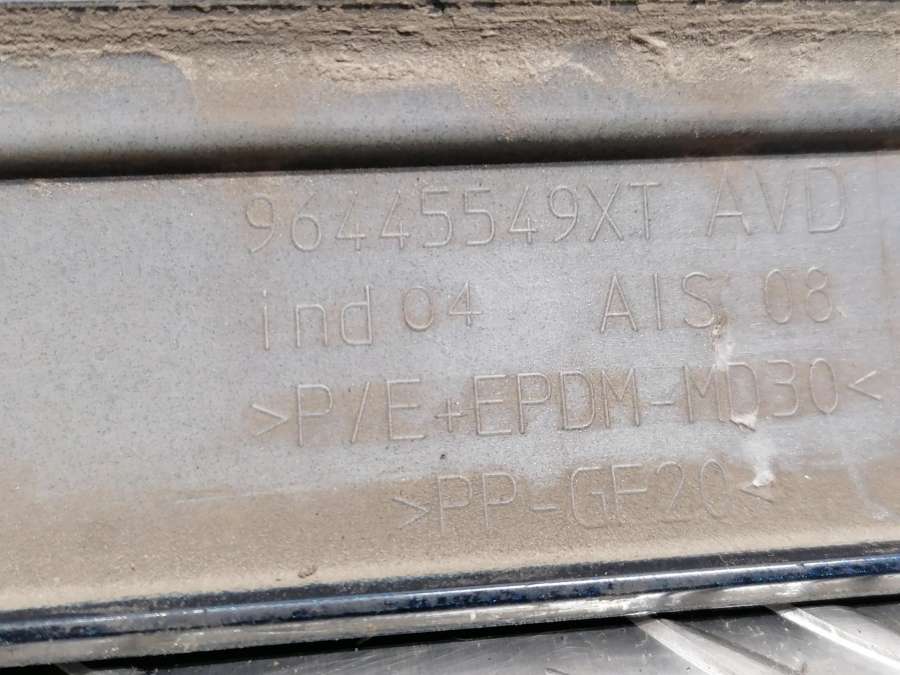 96445549XT AVD
ind 04 AIS 08
>P/E+EPDM-MD30<
>PP-GF20<